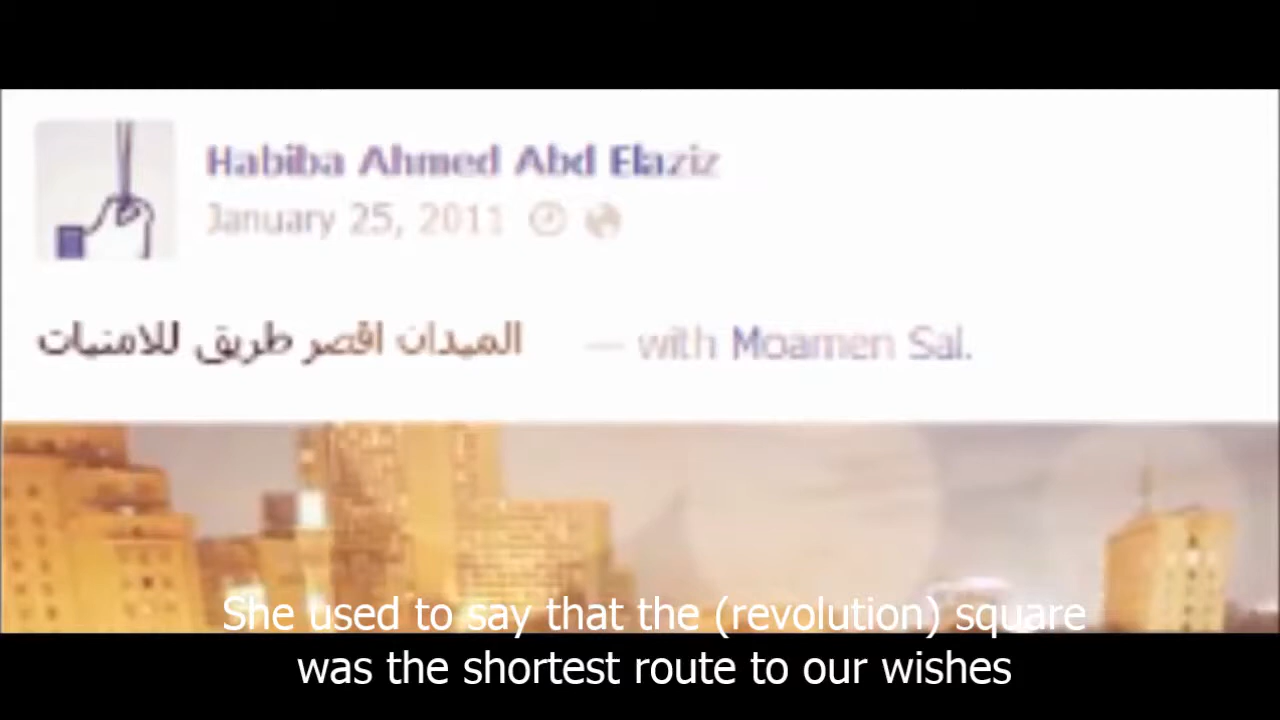 Habiba Ahmed Abd Elaziz
January 25, 2011
الميدان اقصر طريق للامنيات — with Moamen Sal.
She used to say that the (revolution) square
was the shortest route to our wishes